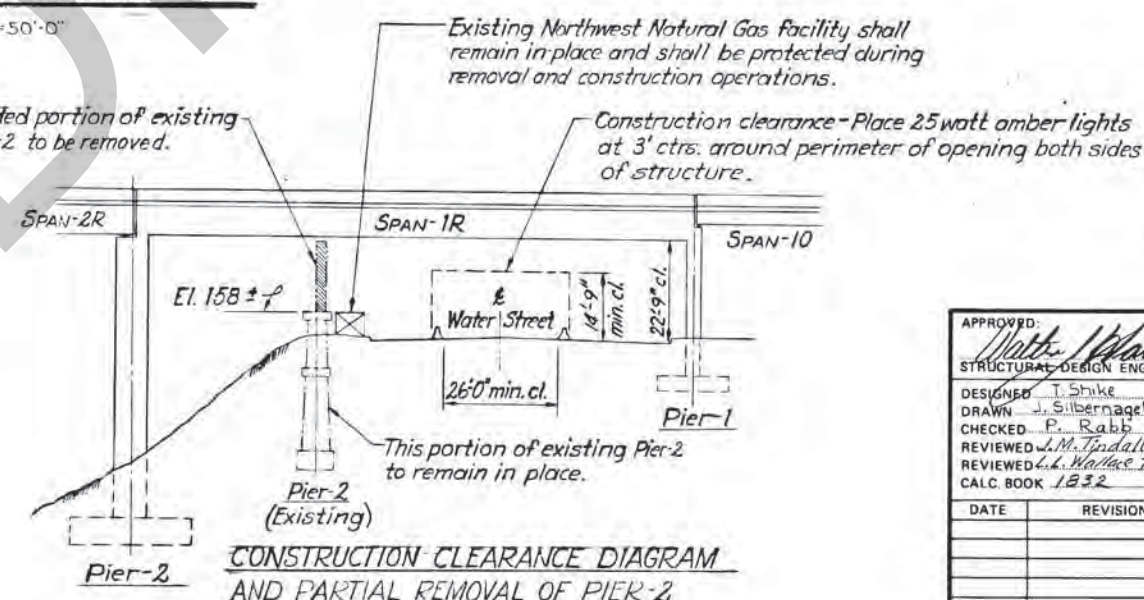 =50'-0"
Existing Northwest Natural Gas facility shall
remain in-place and shall be protected during
removal and construction operations.
portion of existing
-2 to be removed.
Construction clearance-Place 25 watt amber lights
at 3' ctrs. around perimeter of opening both sides
of structure.
SPAN-2R
SPAN-1R
SPAN-10
El. 158 ±
℄
Water Street
14'-9"
min. cl.
22'-9" cl.
26'-0" min. cl.
Pier-1
This portion of existing Pier-2
to remain in place.
Pier-2
(Existing)
Pier-2
CONSTRUCTION CLEARANCE DIAGRAM
AND PARTIAL REMOVAL OF PIER-2
APPROVED:
STRUCTURAL DESIGN ENG
DESIGNED T. Shike
DRAWN J. Silbernagel
CHECKED P. Rabb
REVIEWED J.M. Tindall
REVIEWED L.L. Wallace
CALC. BOOK 1832
DATE REVISION